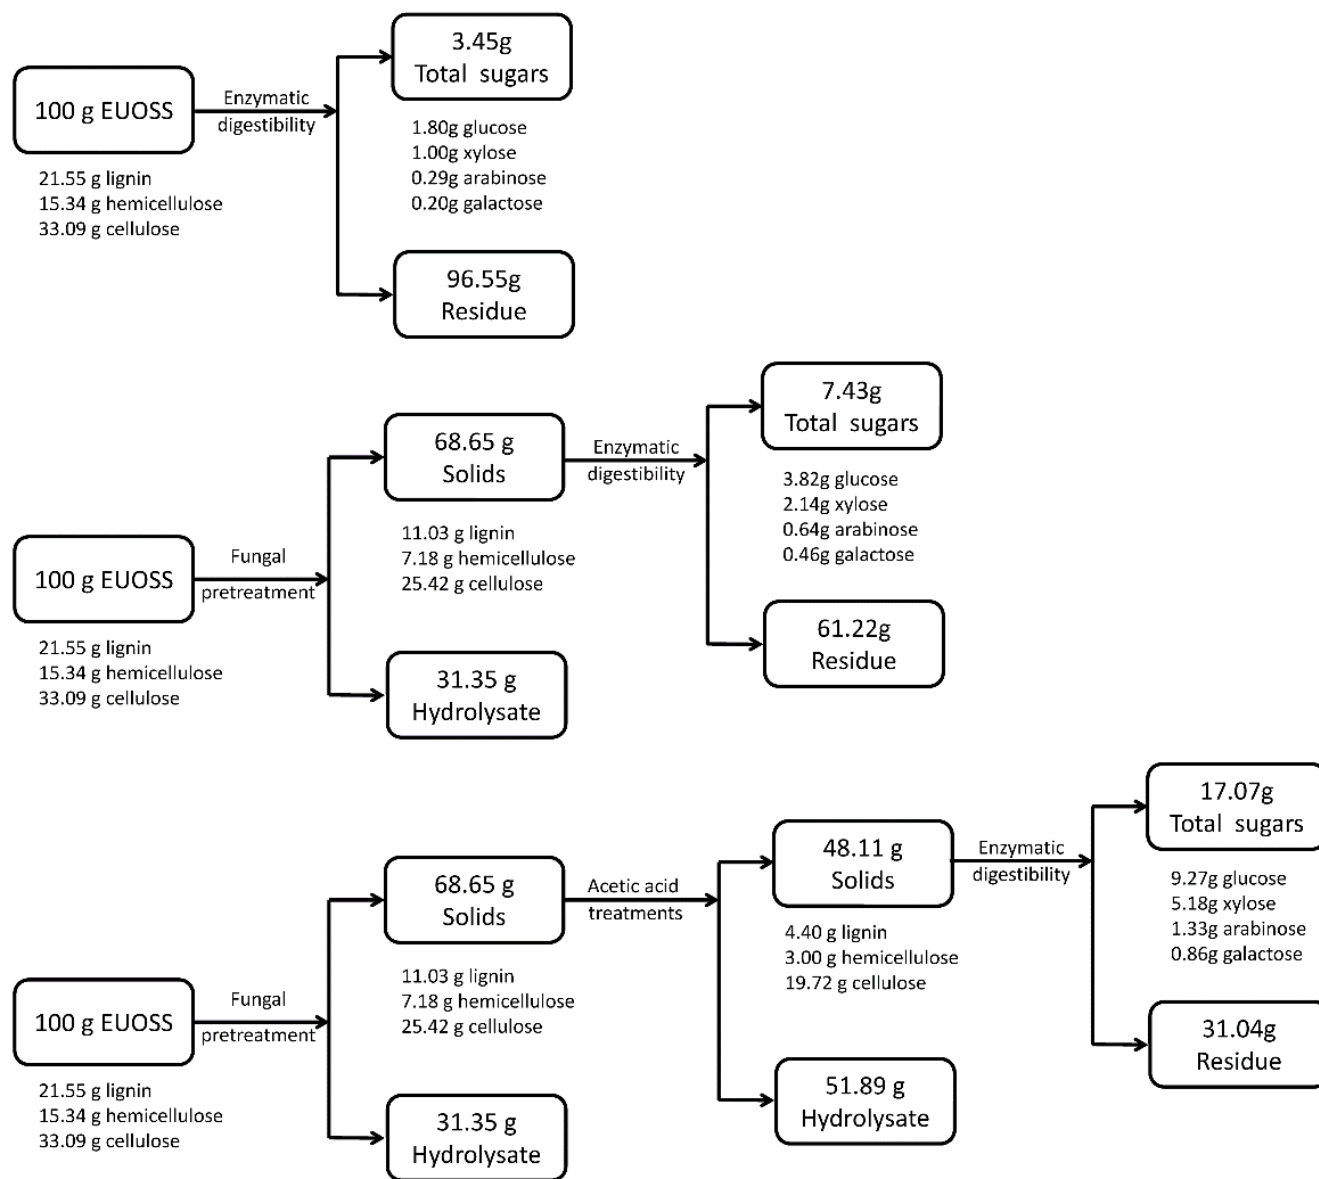 3.45g
Total sugars
100 g EUOSS
Enzymatic
digestibility
1.80g glucose
1.00g xylose
0.29g arabinose
0.20g galactose
21.55 g lignin
15.34 g hemicellulose
33.09 g cellulose
96.55g
Residue
7.43g
Total sugars
68.65 g
Solids
Enzymatic
digestibility
3.82g glucose
2.14g xylose
0.64g arabinose
0.46g galactose
11.03 g lignin
7.18 g hemicellulose
25.42 g cellulose
100 g EUOSS
Fungal
pretreatment
61.22g
Residue
21.55 g lignin
15.34 g hemicellulose
33.09 g cellulose
31.35 g
Hydrolysate
17.07g
Total sugars
48.11 g
Solids
Enzymatic
digestibility
68.65 g
Solids
Acetic acid
treatments
9.27g glucose
5.18g xylose
1.33g arabinose
0.86g galactose
4.40 g lignin
3.00 g hemicellulose
19.72 g cellulose
11.03 g lignin
7.18 g hemicellulose
25.42 g cellulose
100 g EUOSS
Fungal
pretreatment
31.04g
Residue
51.89 g
Hydrolysate
21.55 g lignin
15.34 g hemicellulose
33.09 g cellulose
31.35 g
Hydrolysate